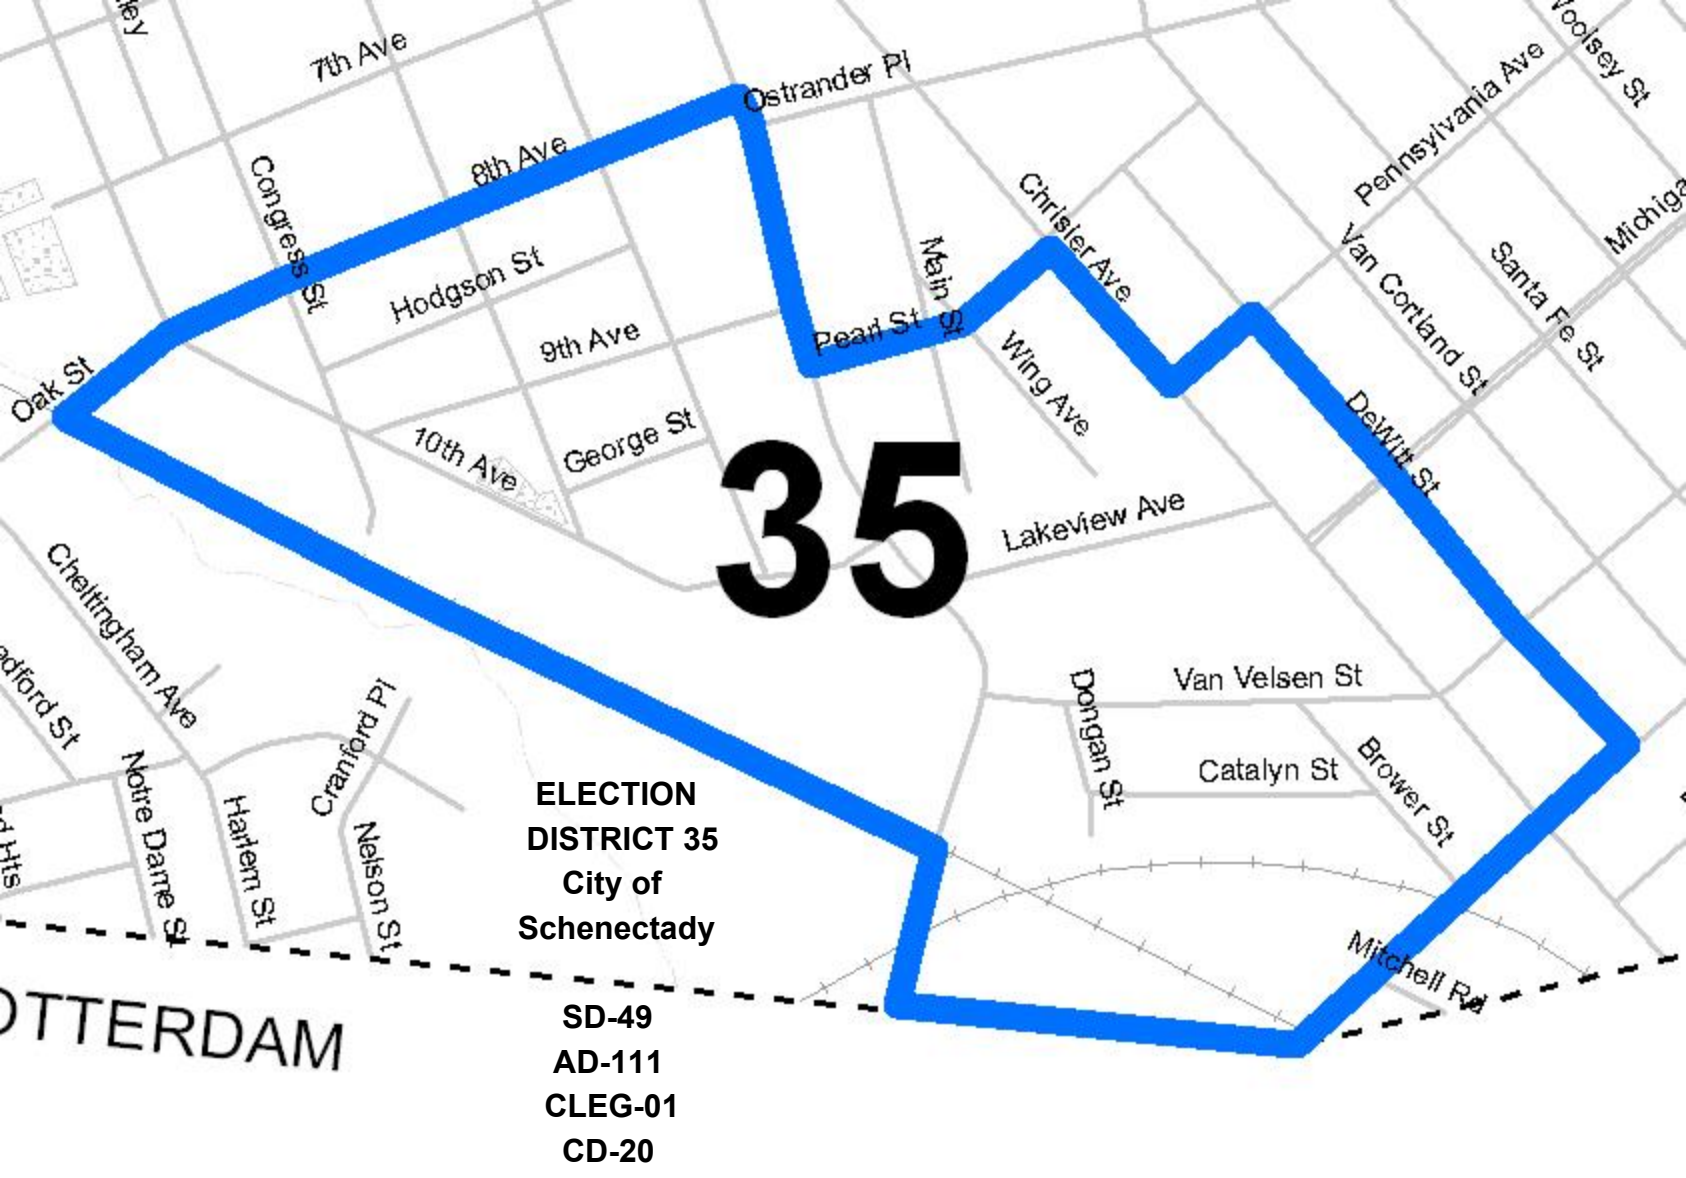 7th Ave
Ostrander Pl
8th Ave
Pennsylvania Ave
Congress St
Chrisler Ave
Main St
Hodgson St
Van Cortland St
Santa Fe St
9th Ave
Pearl St
Wing Ave
Oak St
10th Ave
George St
DeWitt St
35
Lakeview Ave
Cheltingham Ave
Van Velsen St
Dongan St
Cranford Pl
Catalyn St
Brower St
Notre Dame St
Harlem St
Nelson St
Mitchell Rd
ELECTION
DISTRICT 35
City of
Schenectady
OTTERDAM
SD-49
AD-111
CLEG-01
CD-20